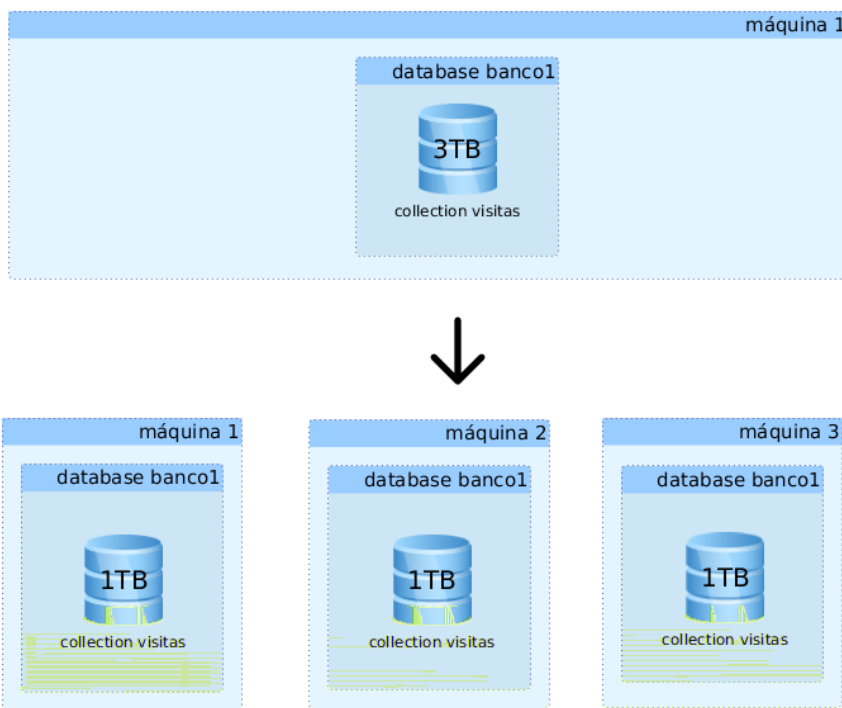 máquina 1
database banco1
3TB
collection visitas
máquina 1
database banco1
1TB
collection visitas
máquina 2
database banco1
1TB
collection visitas
máquina 3
database banco1
1TB
collection visitas